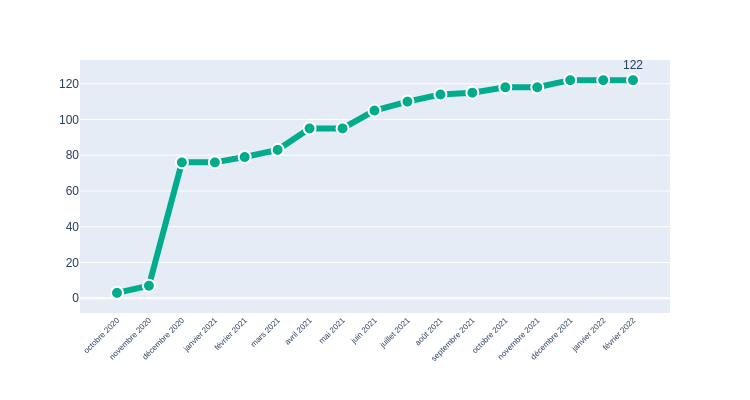 122
120
100
80
60
40
20
0
octobre 2020
novembre 2020
décembre 2020
janvier 2021
février 2021
mars 2021
avril 2021
mai 2021
juin 2021
juillet 2021
août 2021
septembre 2021
octobre 2021
novembre 2021
décembre 2021
janvier 2022
février 2022